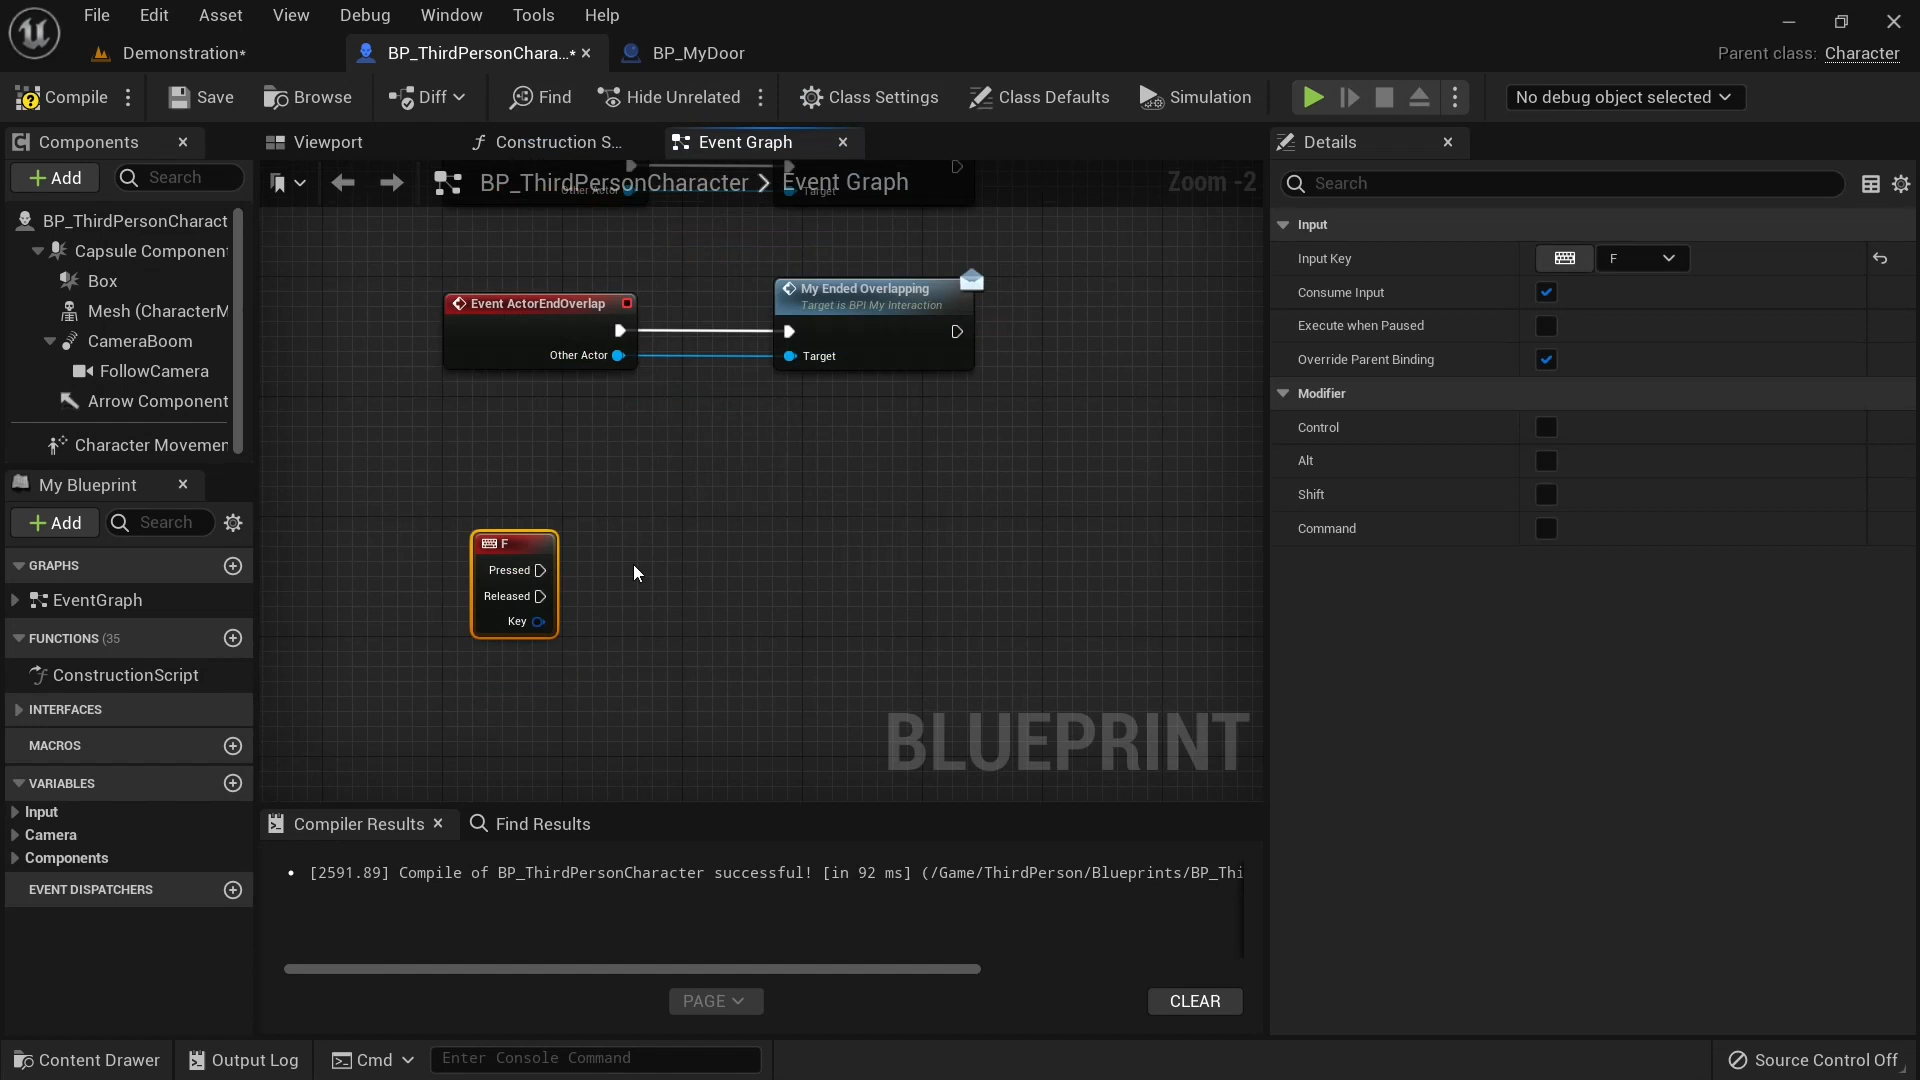 File Edit Asset View Debug Window Tools Help
Demonstration* BP_ThirdPersonChara...* BP_MyDoor Parent class: Character
Compile Save Browse Diff Find Hide Unrelated Class Settings Class Defaults Simulation No debug object selected
Components Viewport Construction S... Event Graph Details
Add Search BP_ThirdPersonCharacter > Event Graph Zoom -2 Search
Other Actor Target
BP_ThirdPersonCharact
Capsule Componen
Box
Mesh (CharacterM
CameraBoom
FollowCamera
Arrow Component
Character Movemen
My Blueprint
Add Search
GRAPHS
EventGraph
FUNCTIONS (35
ConstructionScript
INTERFACES
MACROS
VARIABLES
Input
Camera
Components
EVENT DISPATCHERS
Event ActorEndOverlap
Other Actor
My Ended Overlapping
Target is BPI My Interaction
Target
F
Pressed
Released
Key
BLUEPRINT
Input
Input Key F
Consume Input
Execute when Paused
Override Parent Binding
Modifier
Control
Alt
Shift
Command
Compiler Results Find Results
[2591.89] Compile of BP_ThirdPersonCharacter successful! [in 92 ms] (/Game/ThirdPerson/Blueprints/BP_Thi
PAGE CLEAR
Content Drawer Output Log Cmd Enter Console Command Source Control Off